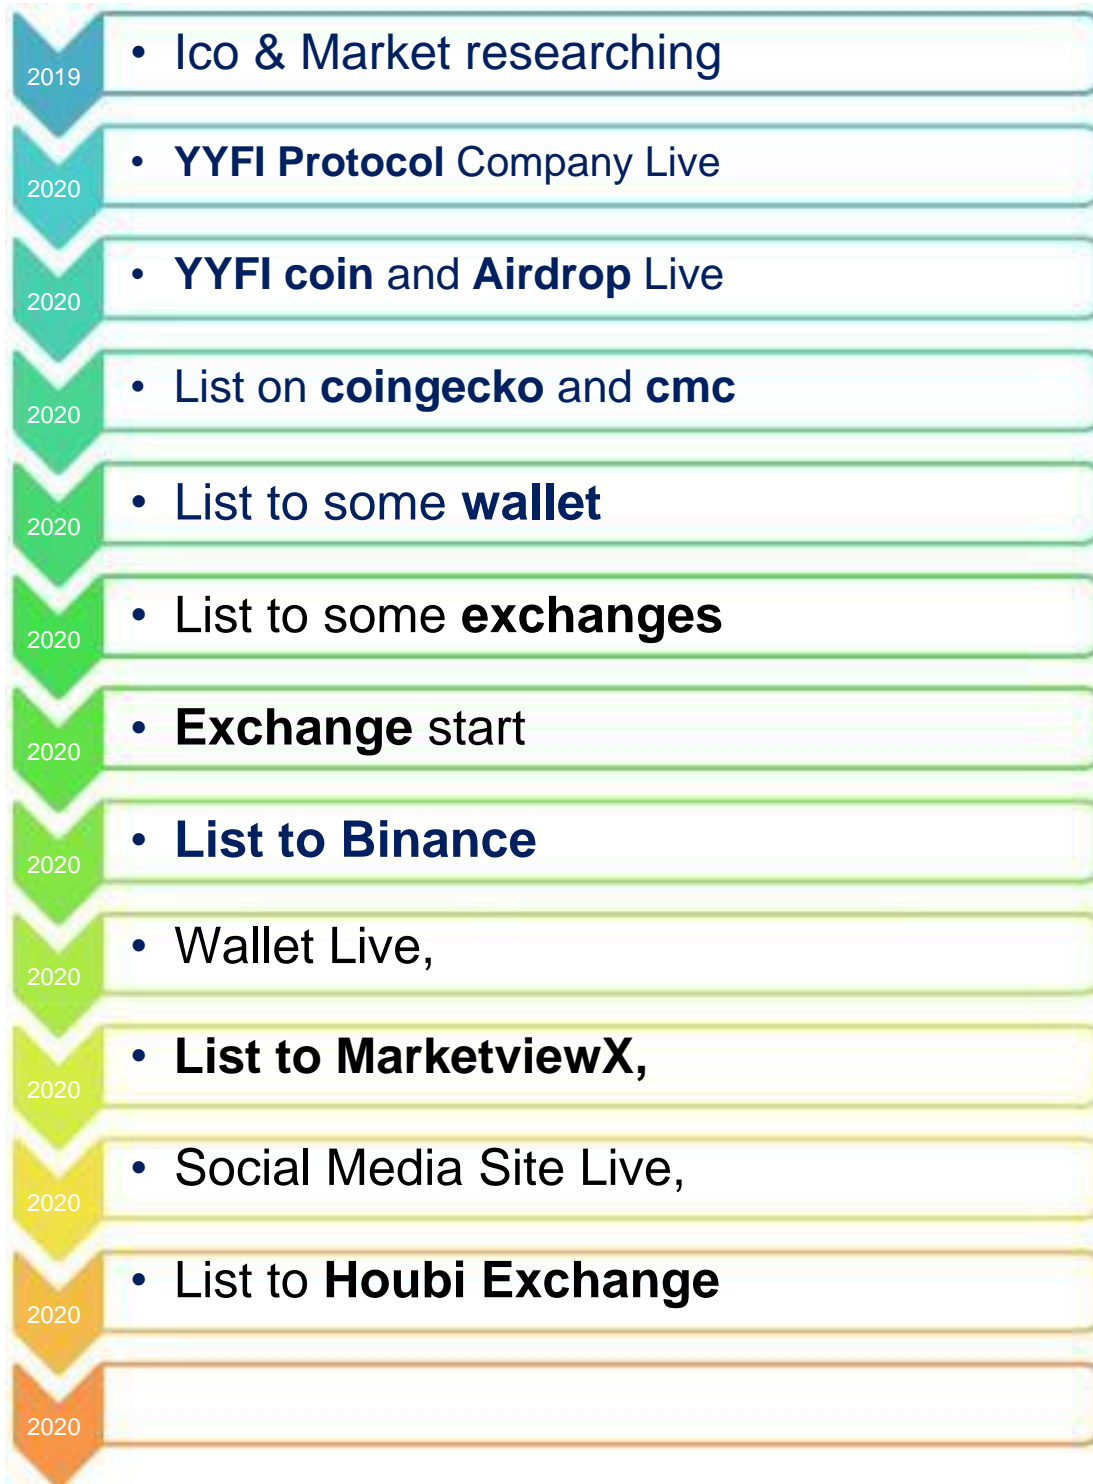 2019
• Ico & Market researching
2020
• YYFI Protocol Company Live
2020
• YYFI coin and Airdrop Live
2020
• List on coingecko and cmc
2020
• List to some wallet
2020
• List to some exchanges
2020
• Exchange start
2020
• List to Binance
2020
• Wallet Live,
2020
• List to MarketviewX,
2020
• Social Media Site Live,
2020
• List to Houbi Exchange
2020